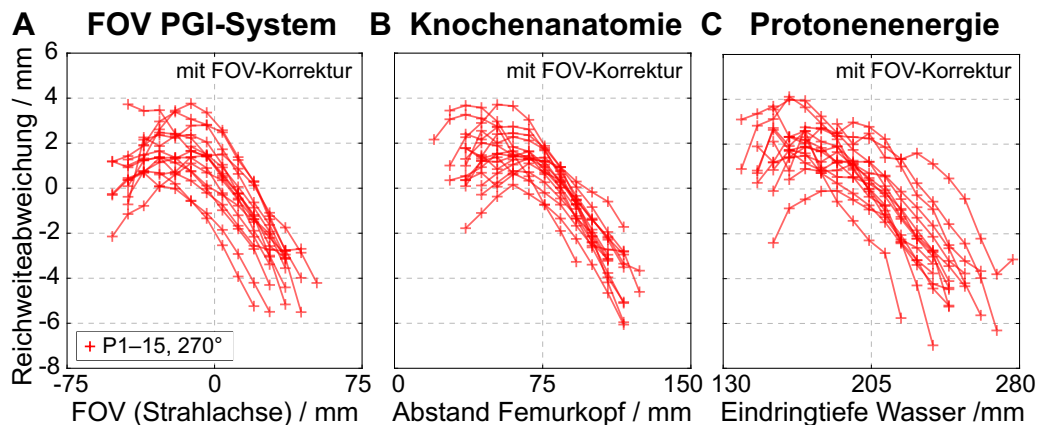 A FOV PGI-System
B Knochenanatomie
C Protonenenergie
Reichweiteabweichung / mm
6
4
2
0
-2
-4
-6
-8
mit FOV-Korrektur
mit FOV-Korrektur
mit FOV-Korrektur
P1–15, 270°
-75 0 75
0 75 150
130 205 280
FOV (Strahlachse) / mm
Abstand Femurkopf / mm
Eindringtiefe Wasser /mm